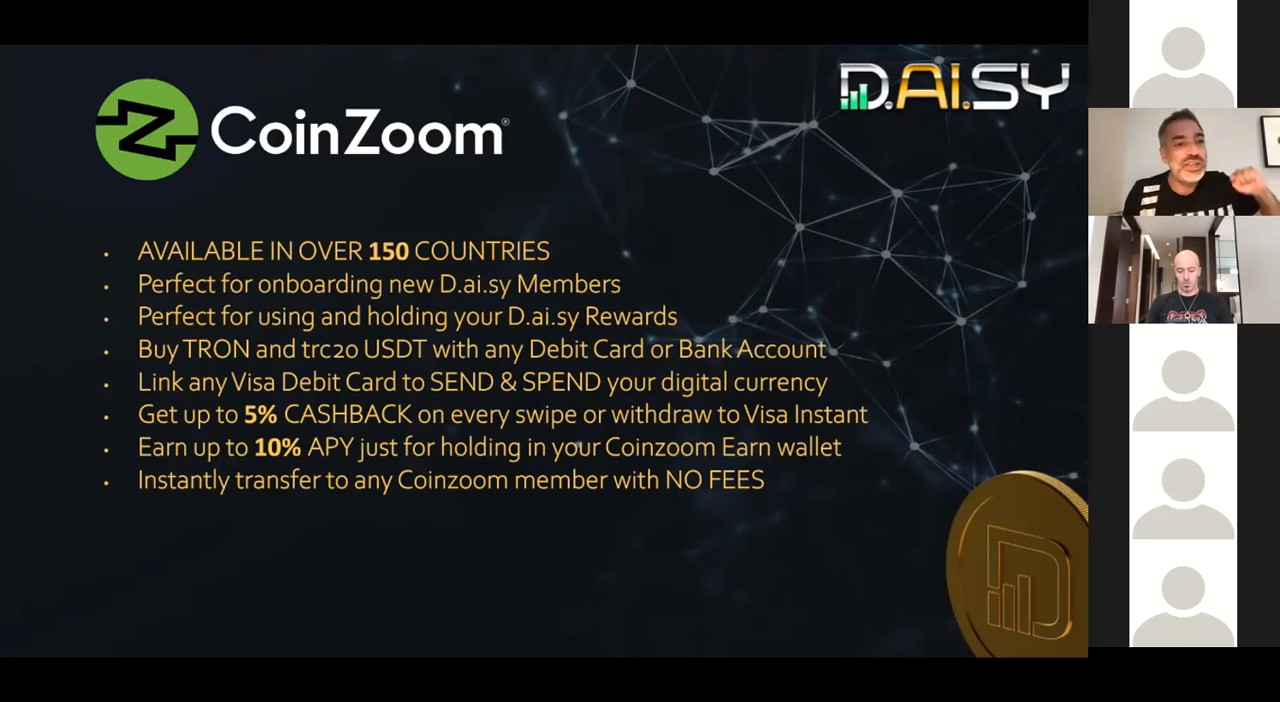 CoinZoom®
D.AI.SY
• AVAILABLE IN OVER 150 COUNTRIES
• Perfect for onboarding new D.ai.sy Members
• Perfect for using and holding your D.ai.sy Rewards
• Buy TRON and trc20 USDT with any Debit Card or Bank Account
• Link any Visa Debit Card to SEND & SPEND your digital currency
• Get up to 5% CASHBACK on every swipe or withdraw to Visa Instant
• Earn up to 10% APY just for holding in your Coinzoom Earn wallet
• Instantly transfer to any Coinzoom member with NO FEES